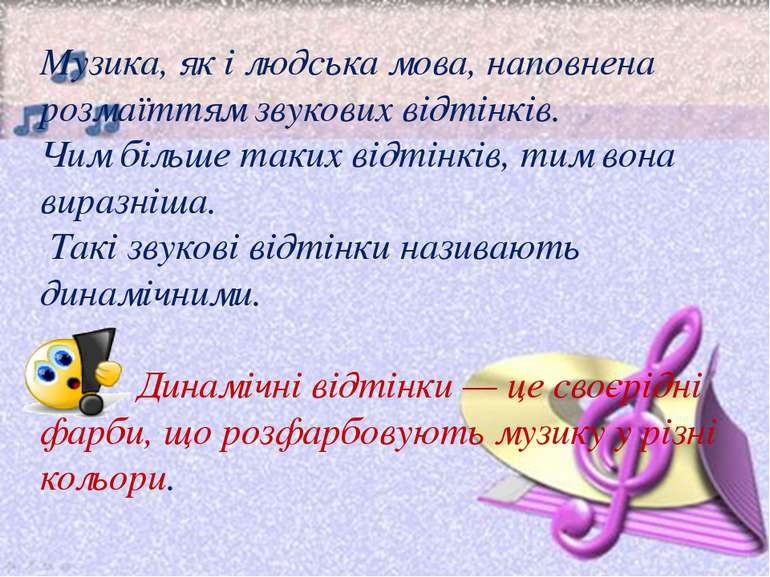 Музика, як і людська мова, наповнена
розмаїттям звукових відтінків.
Чим більше таких відтінків, тим вона
виразніша.
Такі звукові відтінки називають
динамічними.
Динамічні відтінки — це своєрідні
фарби, що розфарбовують музику у різні
кольори.